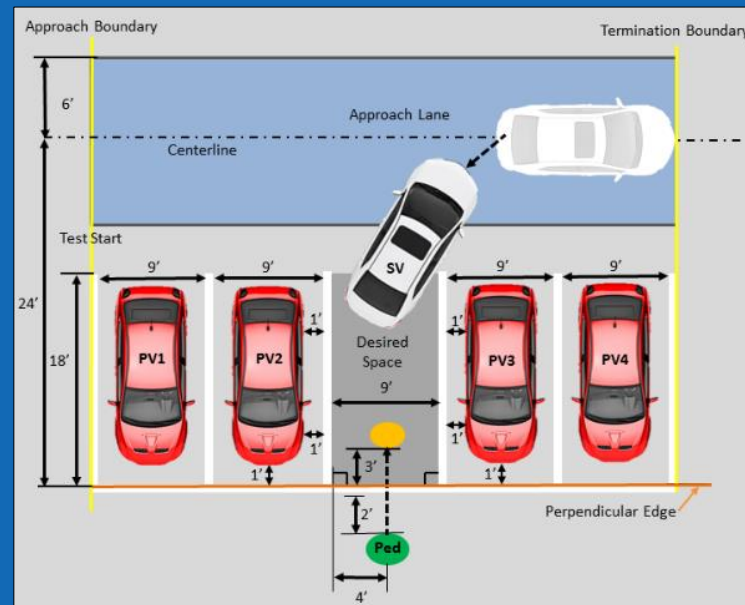 Approach Boundary
Termination Boundary
6'
Approach Lane
Centerline
Test Start
SV
9'
9'
9'
9'
24'
18'
1'
1'
PV1
PV2
Desired
Space
PV3
PV4
9'
1'
1'
1'
3'
1'
2'
Perpendicular Edge
Ped
4'